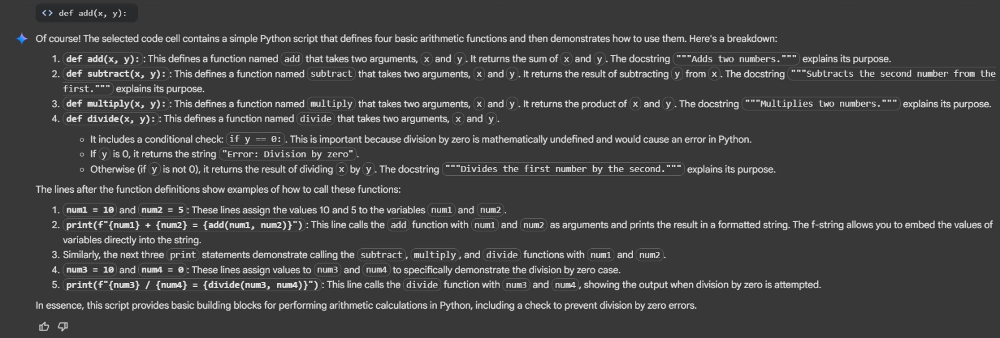 <> def add(x, y):
Of course! The selected code cell contains a simple Python script that defines four basic arithmetic functions and then demonstrates how to use them. Here's a breakdown:
1. def add(x, y): : This defines a function named add that takes two arguments, x and y. It returns the sum of x and y. The docstring """Adds two numbers.""" explains its purpose.
2. def subtract(x, y): : This defines a function named subtract that takes two arguments, x and y. It returns the result of subtracting y from x. The docstring """Subtracts the second number from the
first.""" explains its purpose.
3. def multiply(x, y): : This defines a function named multiply that takes two arguments, x and y. It returns the product of x and y. The docstring """Multiplies two numbers.""" explains its purpose.
4. def divide(x, y): : This defines a function named divide that takes two arguments, x and y.
○ It includes a conditional check: if y == 0: . This is important because division by zero is mathematically undefined and would cause an error in Python.
○ If y is 0, it returns the string "Error: Division by zero".
○ Otherwise (if y is not 0), it returns the result of dividing x by y. The docstring """Divides the first number by the second.""" explains its purpose.
The lines after the function definitions show examples of how to call these functions:
1. num1 = 10 and num2 = 5: These lines assign the values 10 and 5 to the variables num1 and num2.
2. print(f"{num1} + {num2} = {add(num1, num2)}"): This line calls the add function with num1 and num2 as arguments and prints the result in a formatted string. The f-string allows you to embed the values of
variables directly into the string.
3. Similarly, the next three print statements demonstrate calling the subtract, multiply, and divide functions with num1 and num2.
4. num3 = 10 and num4 = 0: These lines assign values to num3 and num4 to specifically demonstrate the division by zero case.
5. print(f"{num3} / {num4} = {divide(num3, num4)}"): This line calls the divide function with num3 and num4, showing the output when division by zero is attempted.
In essence, this script provides basic building blocks for performing arithmetic calculations in Python, including a check to prevent division by zero errors.